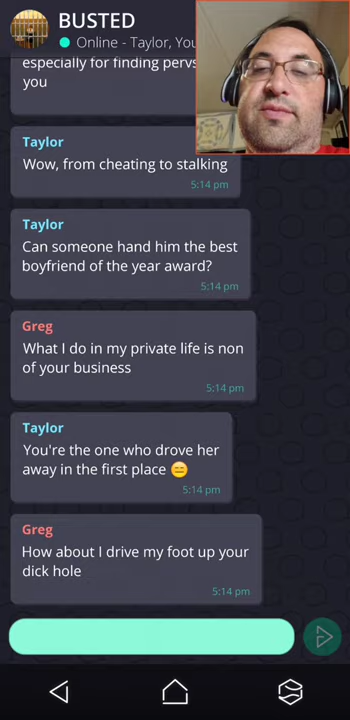 BUSTED
Online - Taylor, You
especially for finding pervs
you
Taylor
Wow, from cheating to stalking
5:14 pm
Taylor
Can someone hand him the best
boyfriend of the year award?
5:14 pm
Greg
What I do in my private life is non
of your business
5:14 pm
Taylor
You're the one who drove her
away in the first place 😑
5:14 pm
Greg
How about I drive my foot up your
dick hole
5:14 pm